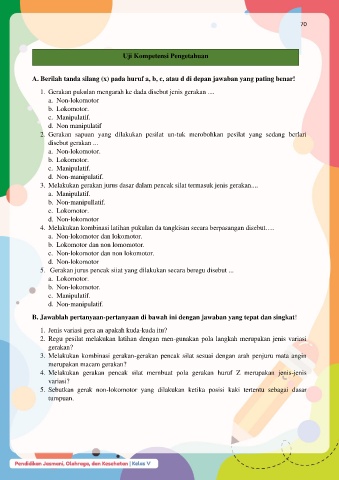 70
Uji Kompetensi Pengetahuan
A. Berilah tanda silang (x) pada huruf a, b, c, atau d di depan jawaban yang pating benar!
1. Gerakan pukulan mengarah ke dada disebut jenis gerakan ....
a. Non-lokomotor
b. Lokomotor.
c. Manipulatif.
d. Non manipulatif
2. Gerakan sapuan yang dilakukan pesilat un-tuk merobohkan pesilat yang sedang berlari
disebut gerakan ...
a. Non-lokomotor.
b. Lokomotor.
c. Manipulatif.
d. Non-manipulatif.
3. Melakukan gerakan jurus dasar dalam pencak silat termasuk jenis gerakan....
a. Manipulatif.
b. Non-manipullatif.
c. Lokomotor.
d. Non-lokomotor
4. Melakukan kombinasi latihan pukulan da tangkisan secara berpasangan disebut…..
a. Non-lokomotor dan lokomotor.
b. Lokomotor dan non lomomotor.
c. Non-lokomotor dan non lokomotor.
d. Non-lokomotor
5. Gerakan jurus pencak silat yang dilakukan secara beregu disebut ...
a. Lokomotor.
b. Non-lokomotor.
c. Manipulatif.
d. Non-manipulatif.
B. Jawablah pertanyaan-pertanyaan di bawah ini dengan jawaban yang tepat dan singkat!
1. Jenis variasi gera an apakah kuda-kuda itu?
2. Regu pesilat melakukan latihan dengan men-gunakan pola langkah merupakan jenis variasi
gerakan?
3. Melakukan kombinasi gerakan-gerakan pencak silat sesuai dengan arah penjuru mata angin
merupakan macam gerakan?
4. Melakukan gerakan pencak silat membuat pola gerakan huruf Z merupakan jenis-jenis
variasi?
5. Sebutkan gerak non-lokomotor yang dilakukan ketika posisi kaki tertentu sebagai dasar
tumpuan.
Pendidikan Jasmani, Olahraga, dan Kesehatan | Kelas V